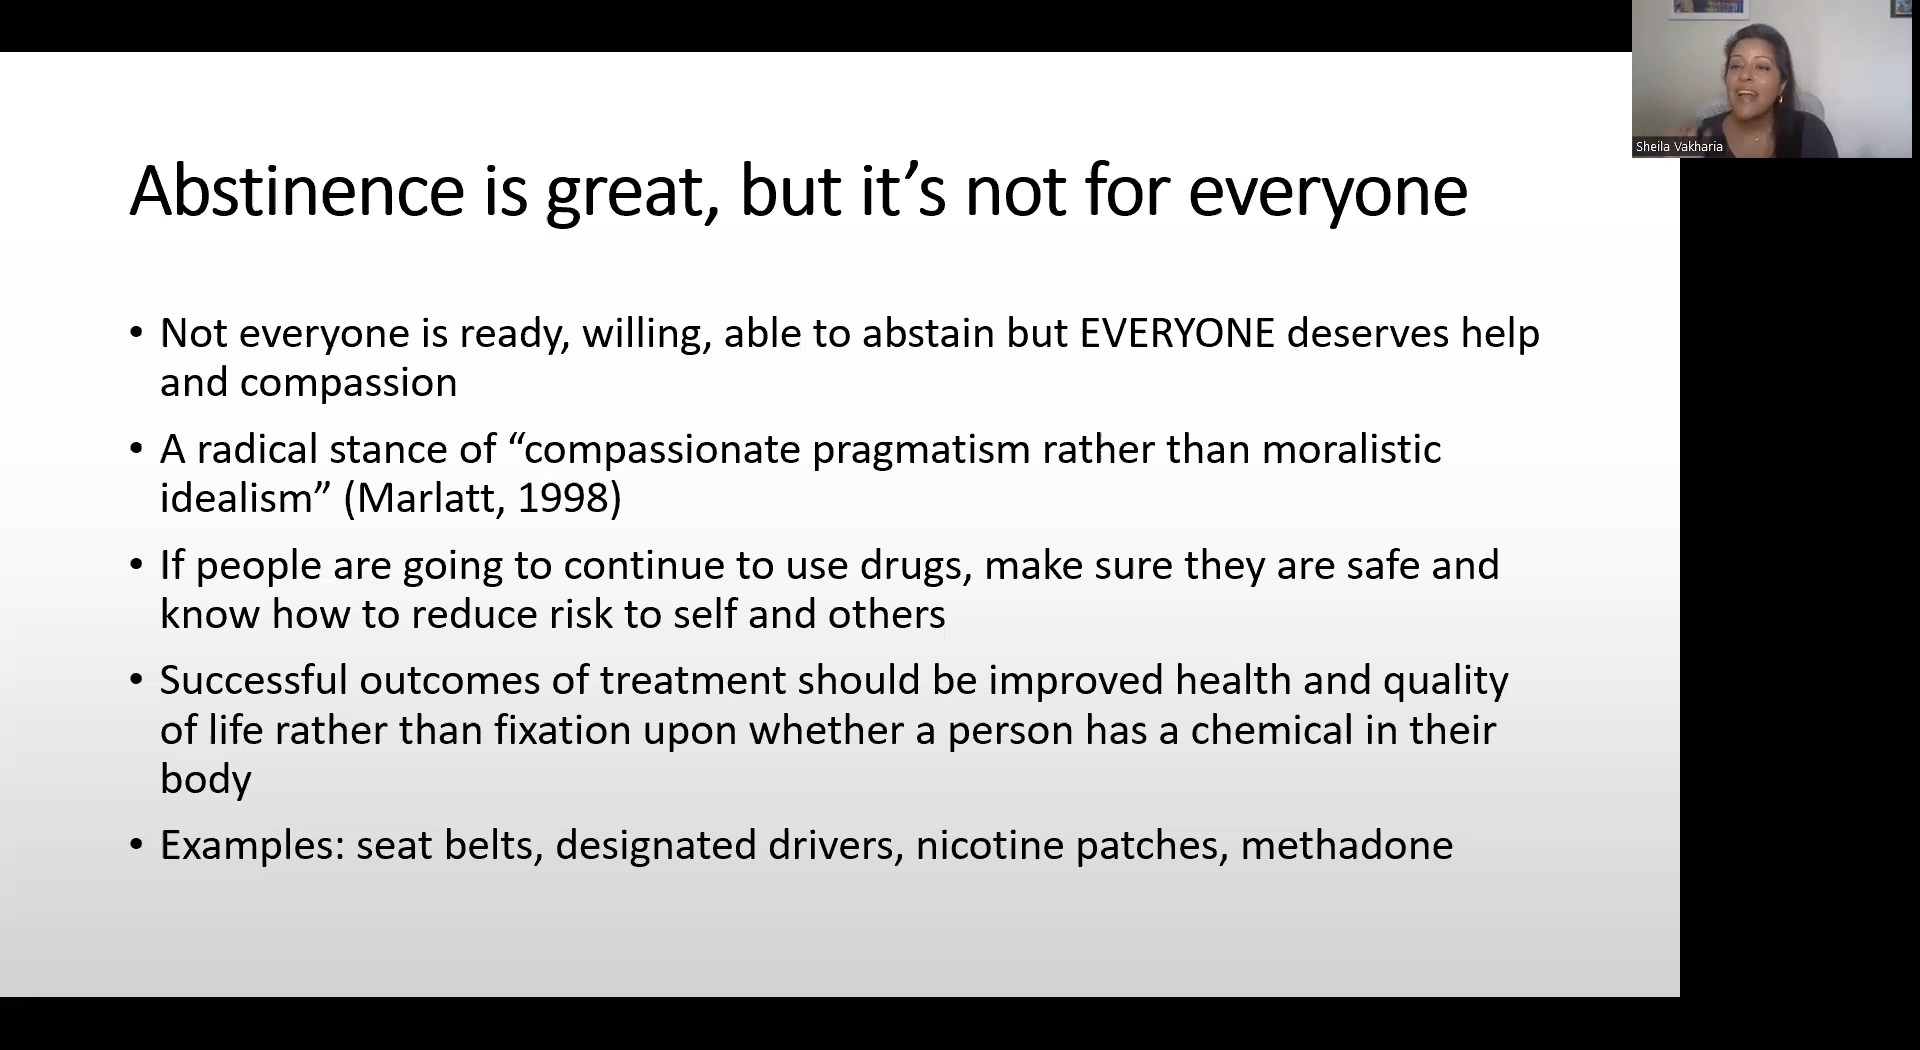 Sheila Vakharia
Abstinence is great, but it’s not for everyone
• Not everyone is ready, willing, able to abstain but EVERYONE deserves help
and compassion
• A radical stance of “compassionate pragmatism rather than moralistic
idealism” (Marlatt, 1998)
• If people are going to continue to use drugs, make sure they are safe and
know how to reduce risk to self and others
• Successful outcomes of treatment should be improved health and quality
of life rather than fixation upon whether a person has a chemical in their
body
• Examples: seat belts, designated drivers, nicotine patches, methadone